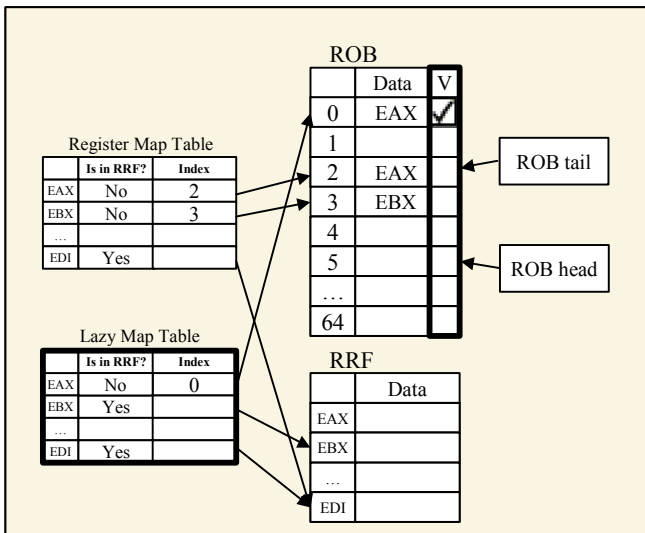 ROB
Data V
0 EAX ✓
1
2 EAX
3 EBX
4
5
...
64
ROB tail
ROB head
Register Map Table
Is in RRF? Index
EAX No 2
EBX No 3
...
EDI Yes
Lazy Map Table
Is in RRF? Index
EAX No 0
EBX Yes
...
EDI Yes
RRF
Data
EAX
EBX
...
EDI